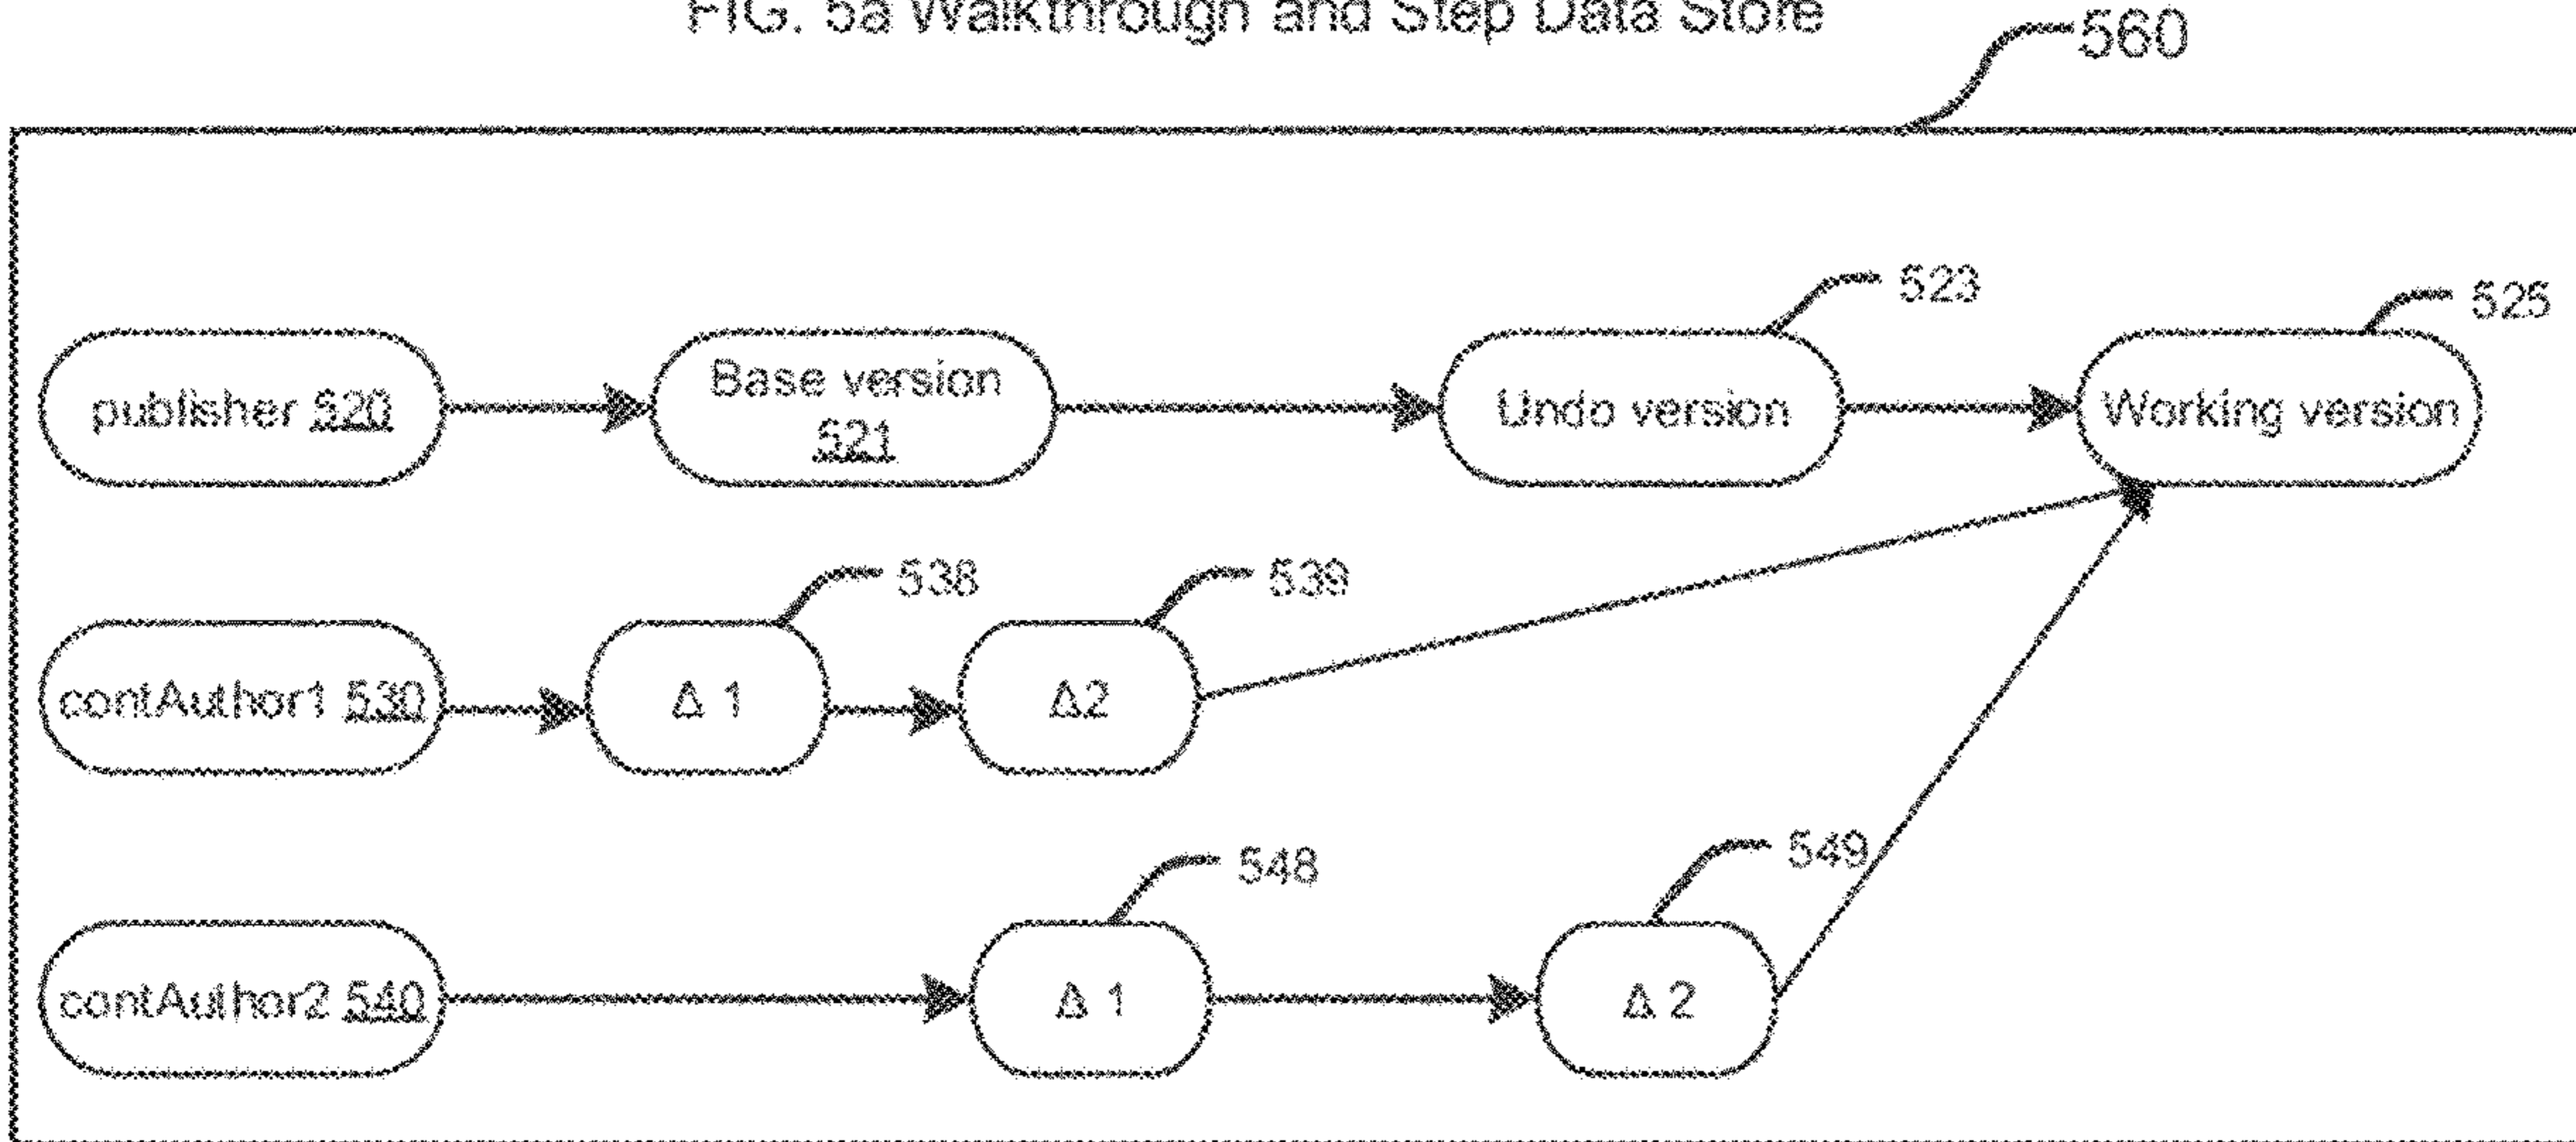 FIG. 5a Walkthrough and Step Data Store
560
523
525
publisher 520
Base version
521
Undo version
Working version
538
539
contAuthor1 530
Δ 1
Δ2
548
549
contAuthor2 540
Δ 1
Δ 2